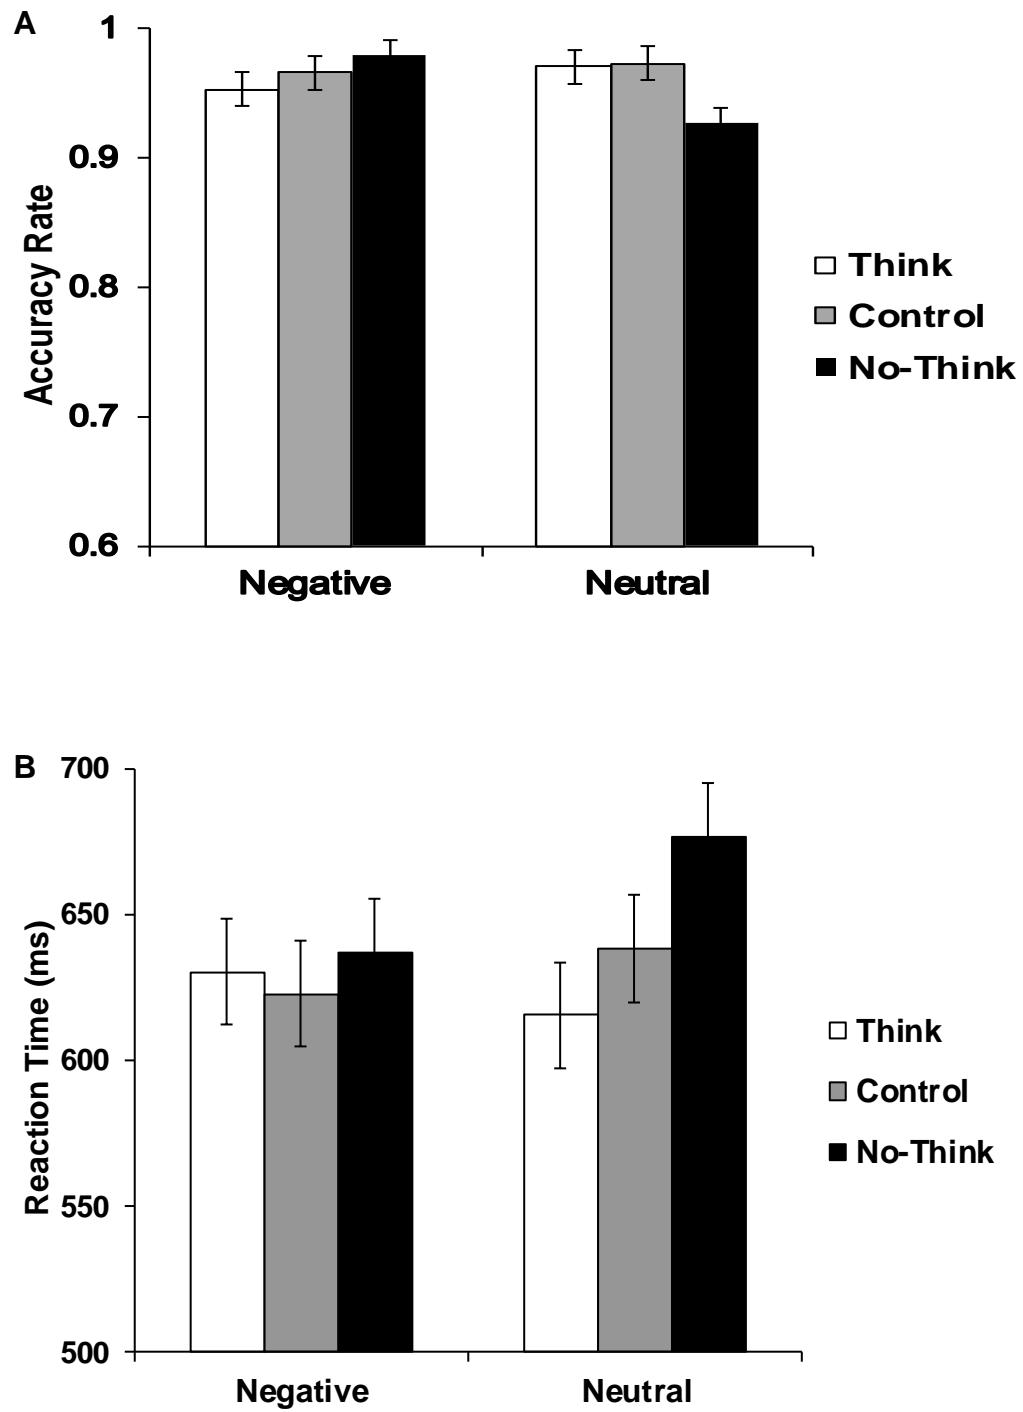 A
1
0.9
0.8
0.7
0.6
Accuracy Rate
Negative
Neutral
Think
Control
No-Think
B
700
650
600
550
500
Reaction Time (ms)
Negative
Neutral
Think
Control
No-Think